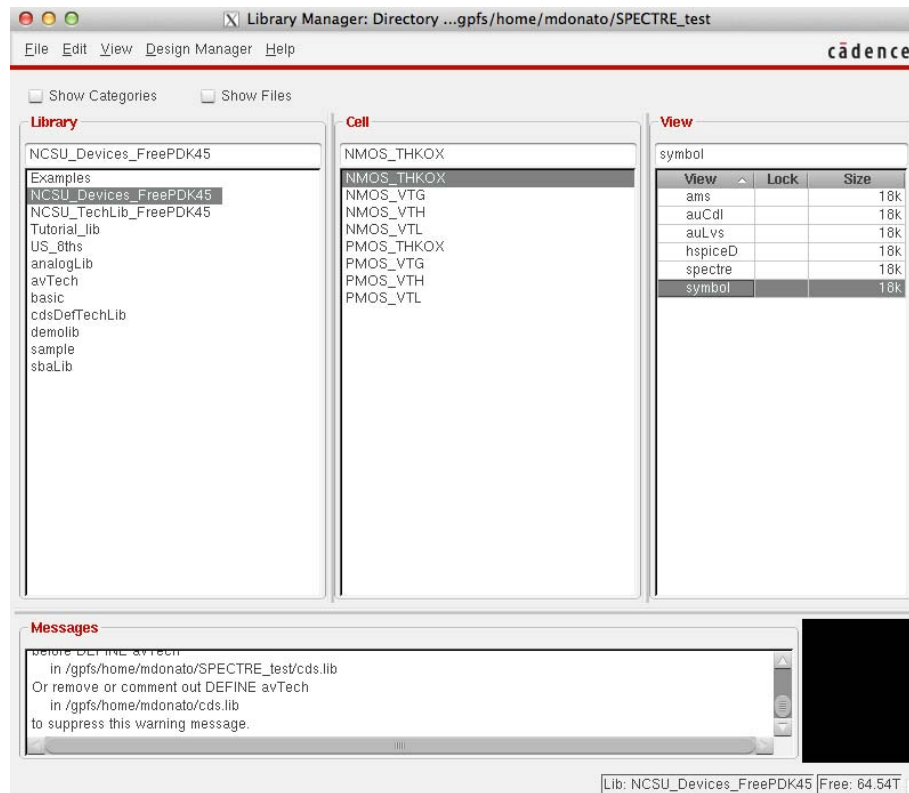 X Library Manager: Directory ...gpfs/home/mdonato/SPECTRE_test
File Edit View Design Manager Help
cādence
Show Categories Show Files
Library
NCSU_Devices_FreePDK45
Examples
NCSU_Devices_FreePDK45
NCSU_TechLib_FreePDK45
Tutorial_lib
US_8ths
analogLib
avTech
basic
cdsDefTechLib
demolib
sample
sbaLib
Cell
NMOS_THKOX
NMOS_THKOX
NMOS_VTG
NMOS_VTH
NMOS_VTL
PMOS_THKOX
PMOS_VTG
PMOS_VTH
PMOS_VTL
View
symbol
View Lock Size
ams 18k
auCdl 18k
auLvs 18k
hspiceD 18k
spectre 18k
symbol 18k
Messages
before DEFINE avTech
in /gpfs/home/mdonato/SPECTRE_test/cds.lib
Or remove or comment out DEFINE avTech
in /gpfs/home/mdonato/cds.lib
to suppress this warning message.
Lib: NCSU_Devices_FreePDK45 Free: 64.54T